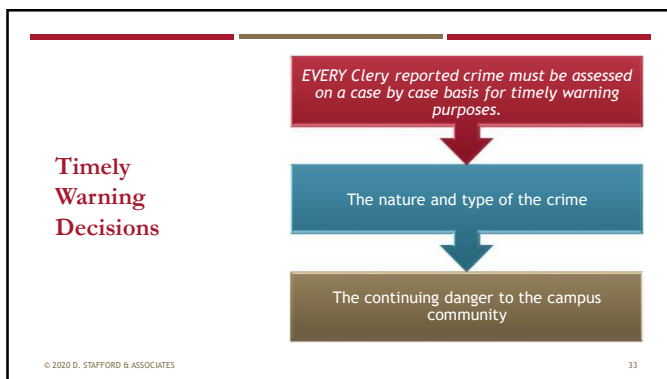 EVERY Clery reported crime must be assessed
on a case by case basis for timely warning
purposes.
Timely
Warning
Decisions
The nature and type of the crime
The continuing danger to the campus
community
© 2020 D. STAFFORD & ASSOCIATES
33